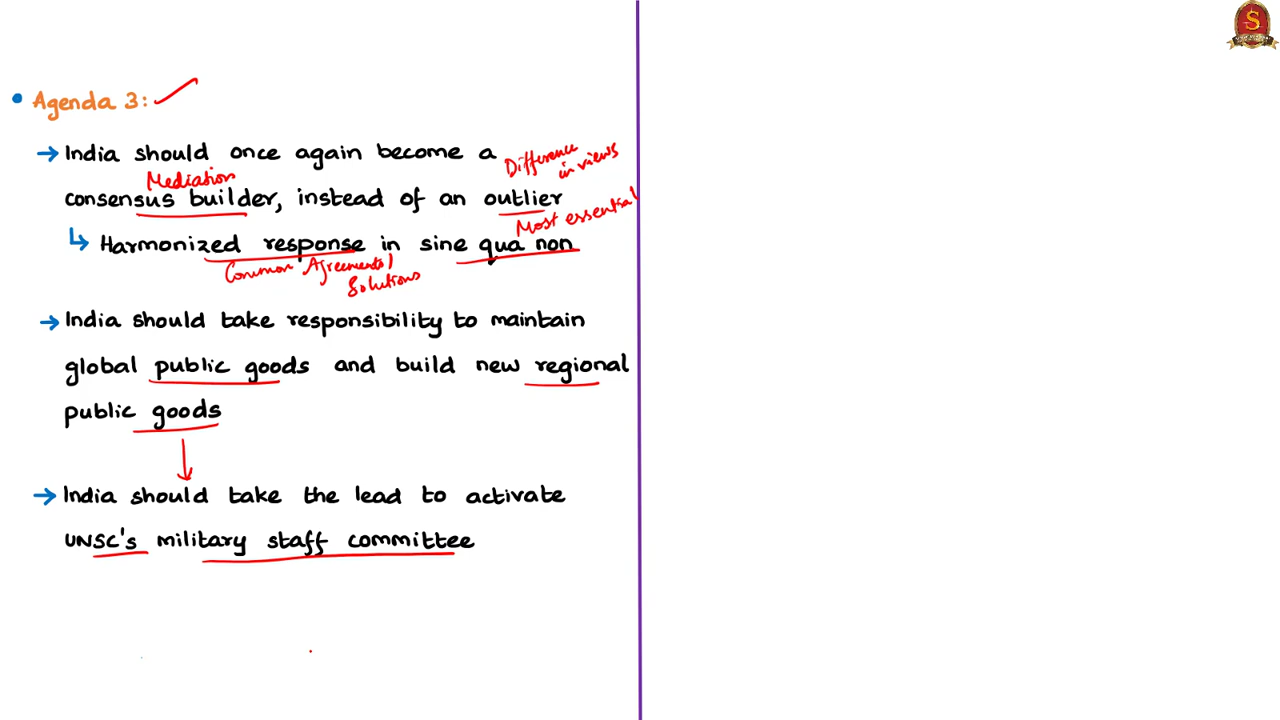 Agenda 3:
India should once again become a
Difference
in views
Mediation
consensus builder, instead of an outlier
Most essential
Harmonized response in sine qua non
Common Agreements/
Solutions
India should take responsibility to maintain
global public goods and build new regional
public goods
India should take the lead to activate
UNSC's military staff committee
S